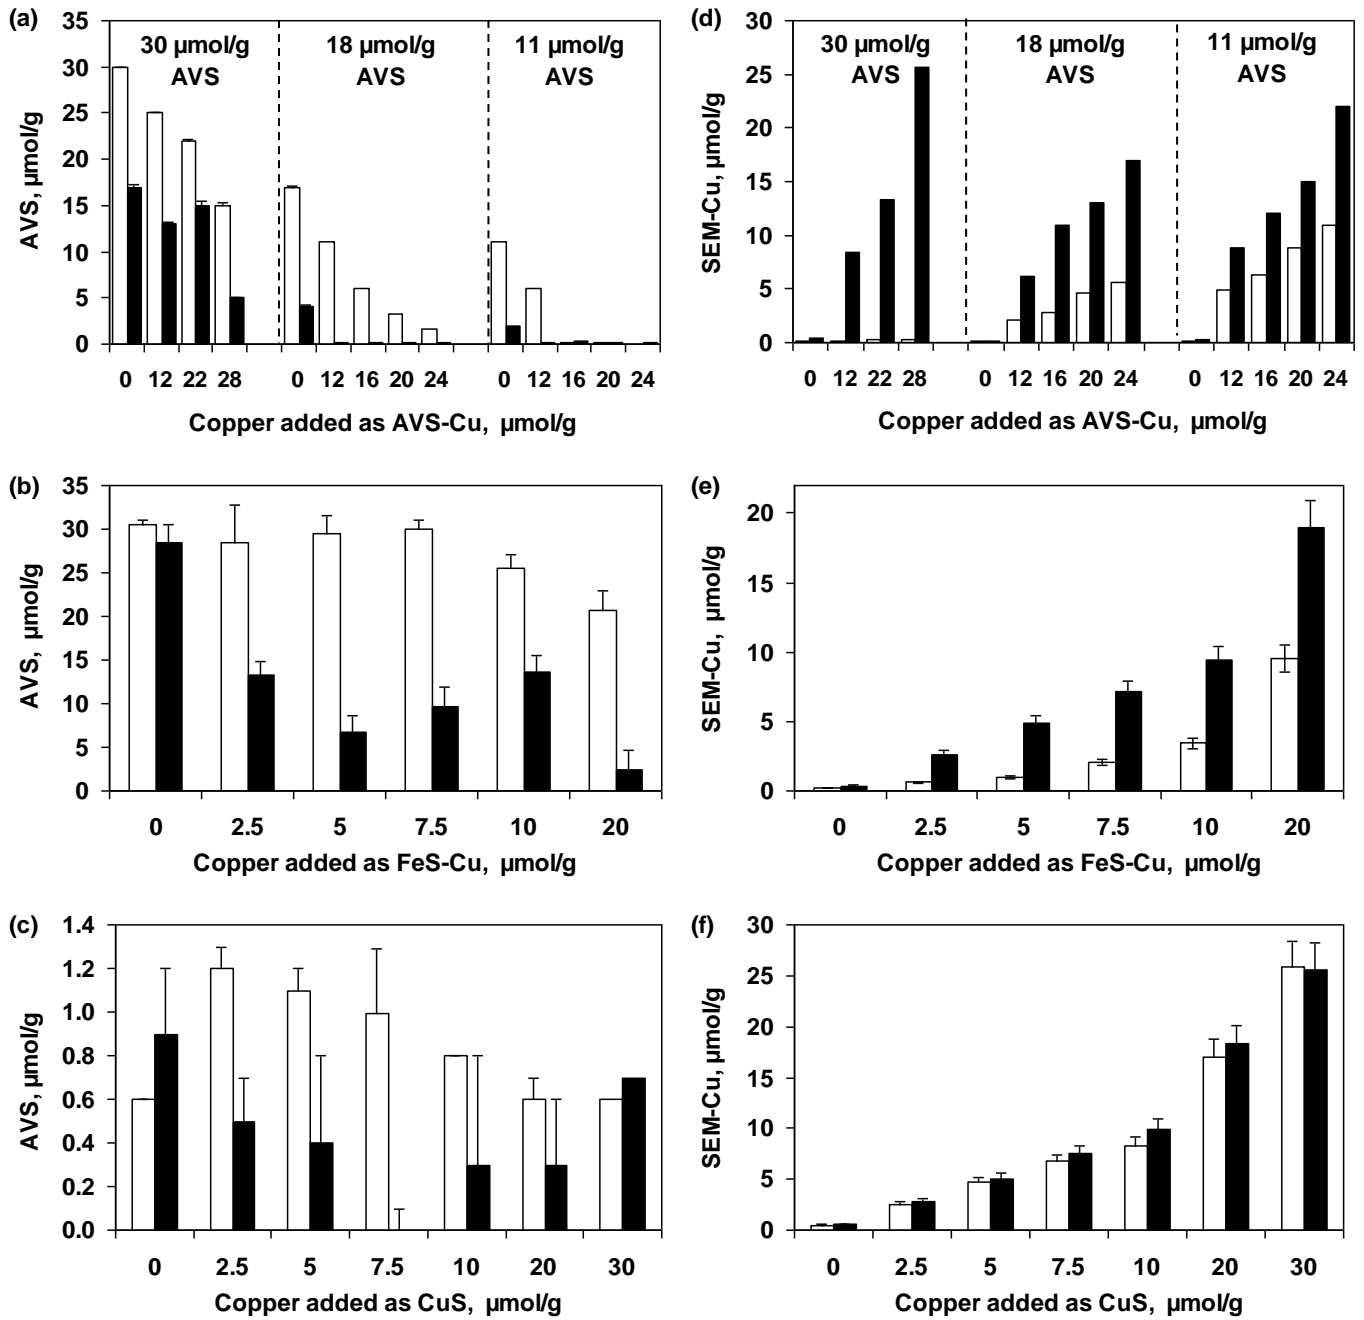 (a)
35
30
25
20
15
10
5
0
AVS, µmol/g
30 µmol/g
AVS
18 µmol/g
AVS
11 µmol/g
AVS
0 12 22 28 0 12 16 20 24 0 12 16 20 24
Copper added as AVS-Cu, µmol/g
(d)
30
25
20
15
10
5
0
SEM-Cu, µmol/g
30 µmol/g
AVS
18 µmol/g
AVS
11 µmol/g
AVS
0 12 22 28 0 12 16 20 24 0 12 16 20 24
Copper added as AVS-Cu, µmol/g
(b)
35
30
25
20
15
10
5
0
AVS, µmol/g
0 2.5 5 7.5 10 20
Copper added as FeS-Cu, µmol/g
(e)
20
15
10
5
0
SEM-Cu, µmol/g
0 2.5 5 7.5 10 20
Copper added as FeS-Cu, µmol/g
(c)
1.4
1.2
1.0
0.8
0.6
0.4
0.2
0.0
AVS, µmol/g
0 2.5 5 7.5 10 20 30
Copper added as CuS, µmol/g
(f)
30
25
20
15
10
5
0
SEM-Cu, µmol/g
0 2.5 5 7.5 10 20 30
Copper added as CuS, µmol/g